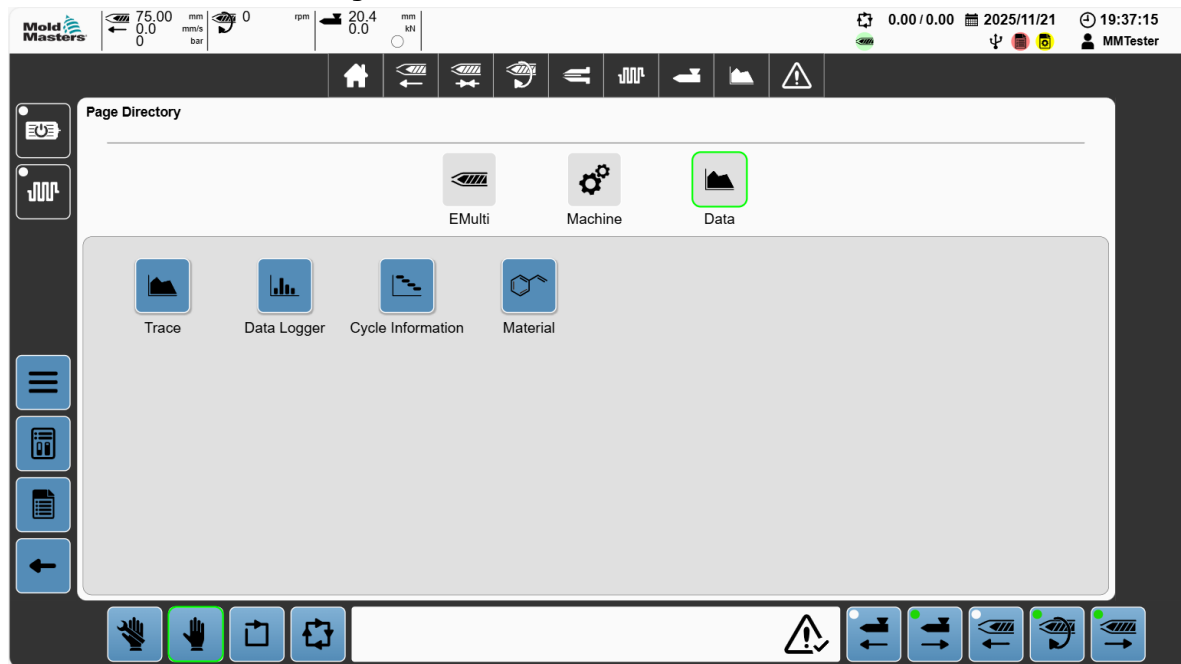 Mold
Masters
75.00 mm
0.0 mm/s
0 bar
0 rpm
20.4 mm
0.0 kN
0.00 / 0.00
2025/11/21
19:37:15
MMTester
Page Directory
EMulti
Machine
Data
Trace
Data Logger
Cycle Information
Material